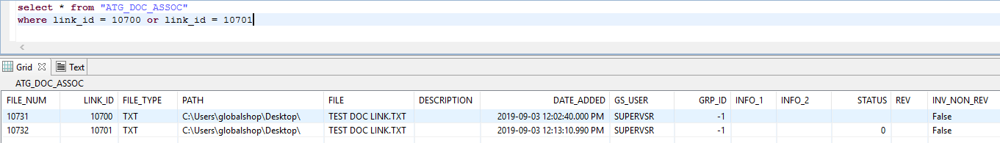 select * from "ATG_DOC_ASSOC"
where link_id = 10700 or link_id = 10701
Grid Text
ATG_DOC_ASSOC
FILE_NUM LINK_ID FILE_TYPE PATH FILE DESCRIPTION DATE_ADDED GS_USER GRP_ID INFO_1 INFO_2 STATUS REV INV_NON_REV
10731 10700 TXT C:\Users\globalshop\Desktop\ TEST DOC LINK.TXT 2019-09-03 12:02:40.000 PM SUPERVSR -1 False
10732 10701 TXT C:\Users\globalshop\Desktop\ TEST DOC LINK.TXT 2019-09-03 12:13:10.990 PM SUPERVSR -1 0 False